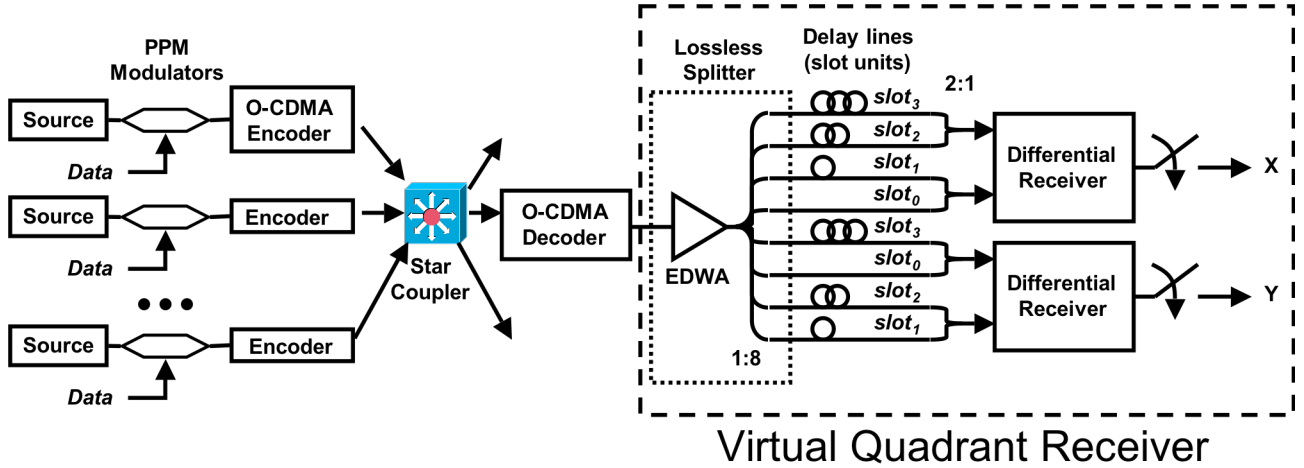 PPM
Modulators
Source
O-CDMA
Encoder
Data
Source
Encoder
Data
Source
Encoder
Data
Star
Coupler
O-CDMA
Decoder
Lossless
Splitter
EDWA
1:8
Delay lines
(slot units)
2:1
slot3
slot2
slot1
slot0
slot3
slot0
slot2
slot1
Differential
Receiver
X
Differential
Receiver
Y
Virtual Quadrant Receiver